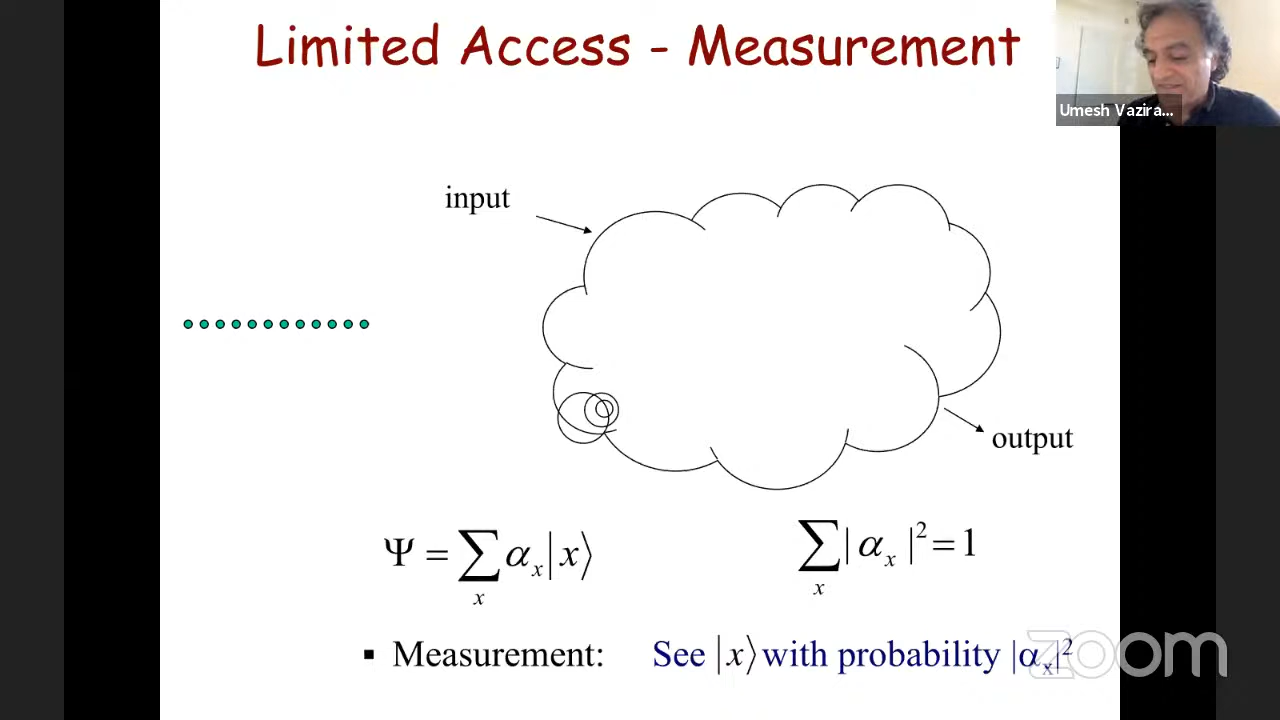 Limited Access - Measurement
Umesh Vazira...
input
output
Ψ = ∑ₓ αₓ|x⟩
∑ₓ |αₓ|² = 1
▪ Measurement: See |x⟩ with probability |αₓ|²
zoom